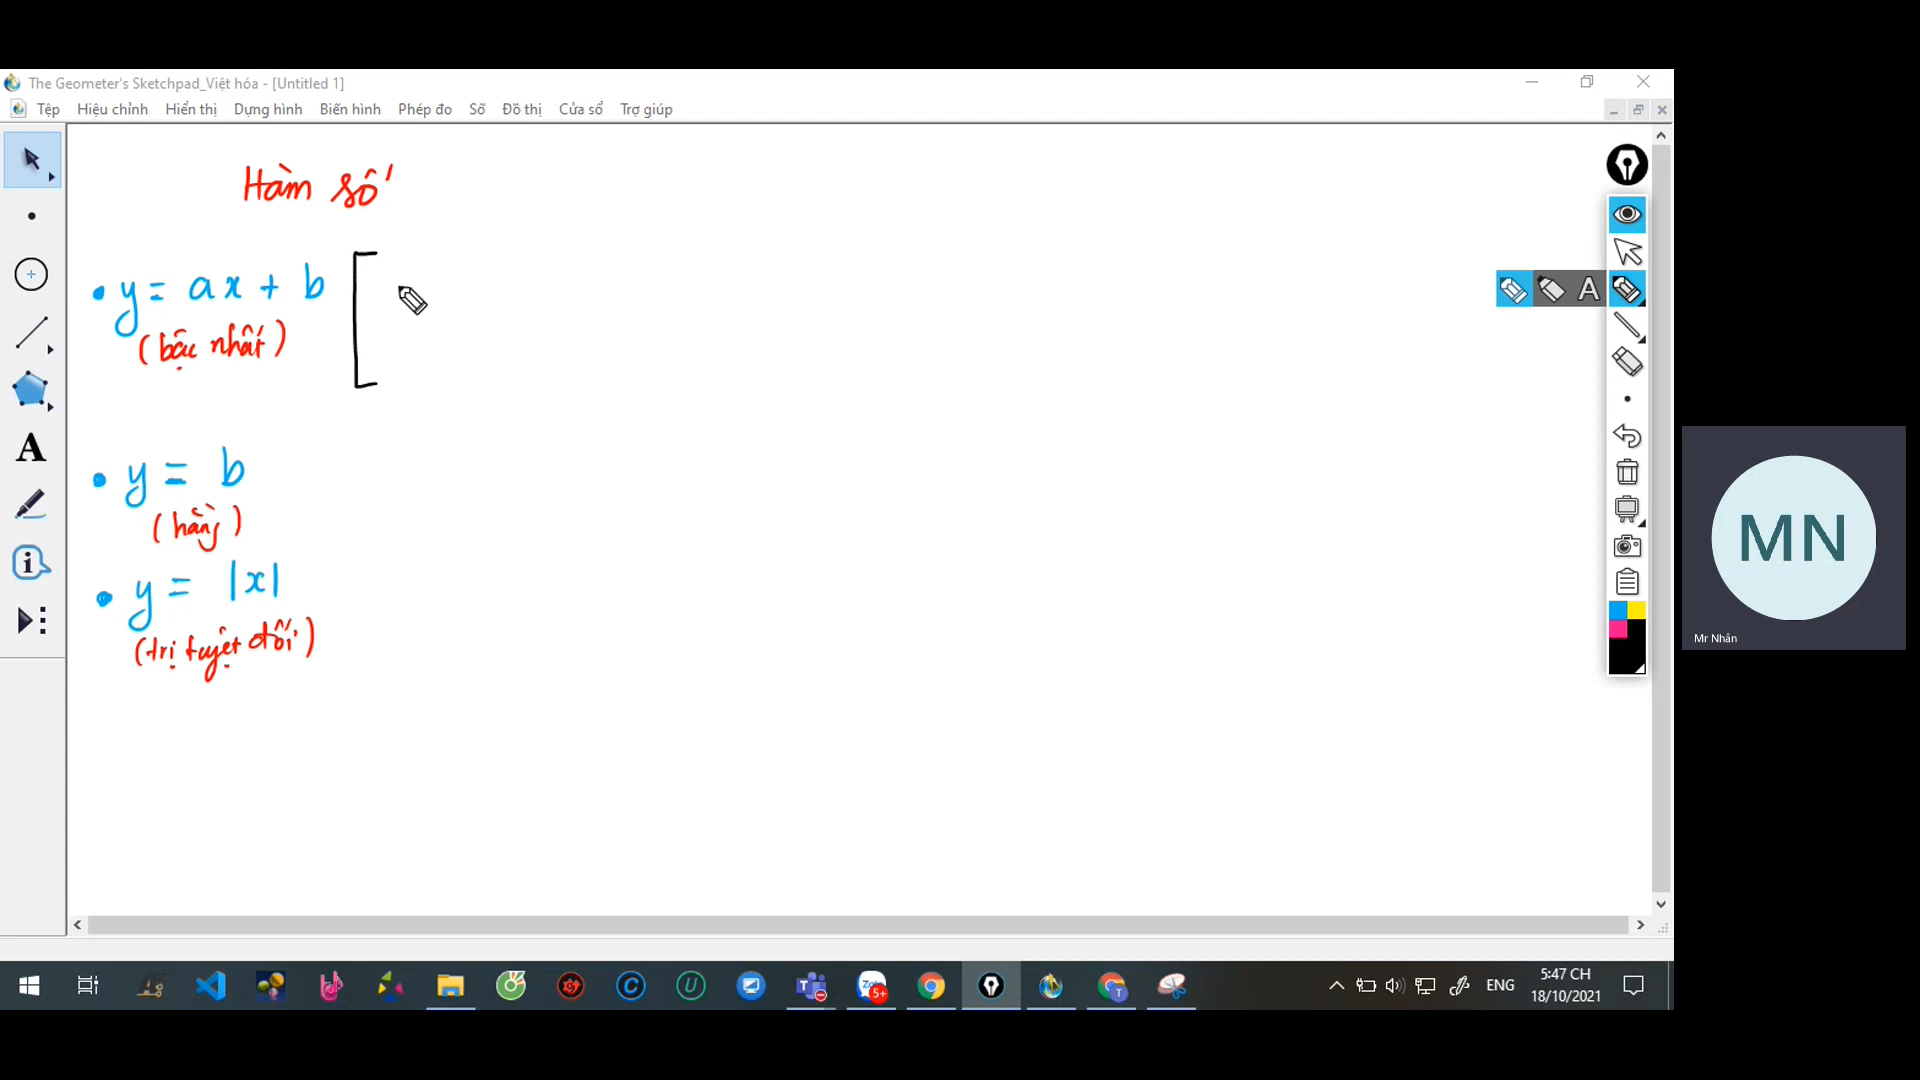 The Geometer's Sketchpad_Việt hóa - [Untitled 1]
Tệp Hiệu chỉnh Hiển thị Dựng hình Biến hình Phép đo Số Đồ thị Cửa sổ Trợ giúp
Hàm số
• y = ax + b [
(bậc nhất)
• y = b
(hằng)
• y = |x|
(trị tuyệt đối)
A
A
MN
Mr Nhân
5+
T
ENG
5:47 CH
18/10/2021